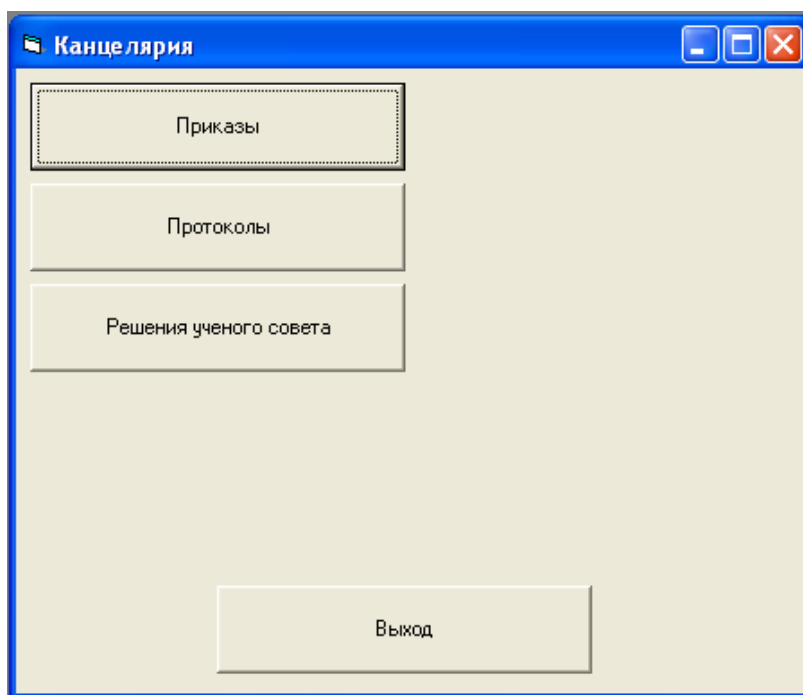 Канцелярия
Приказы
Протоколы
Решения ученого совета
Выход